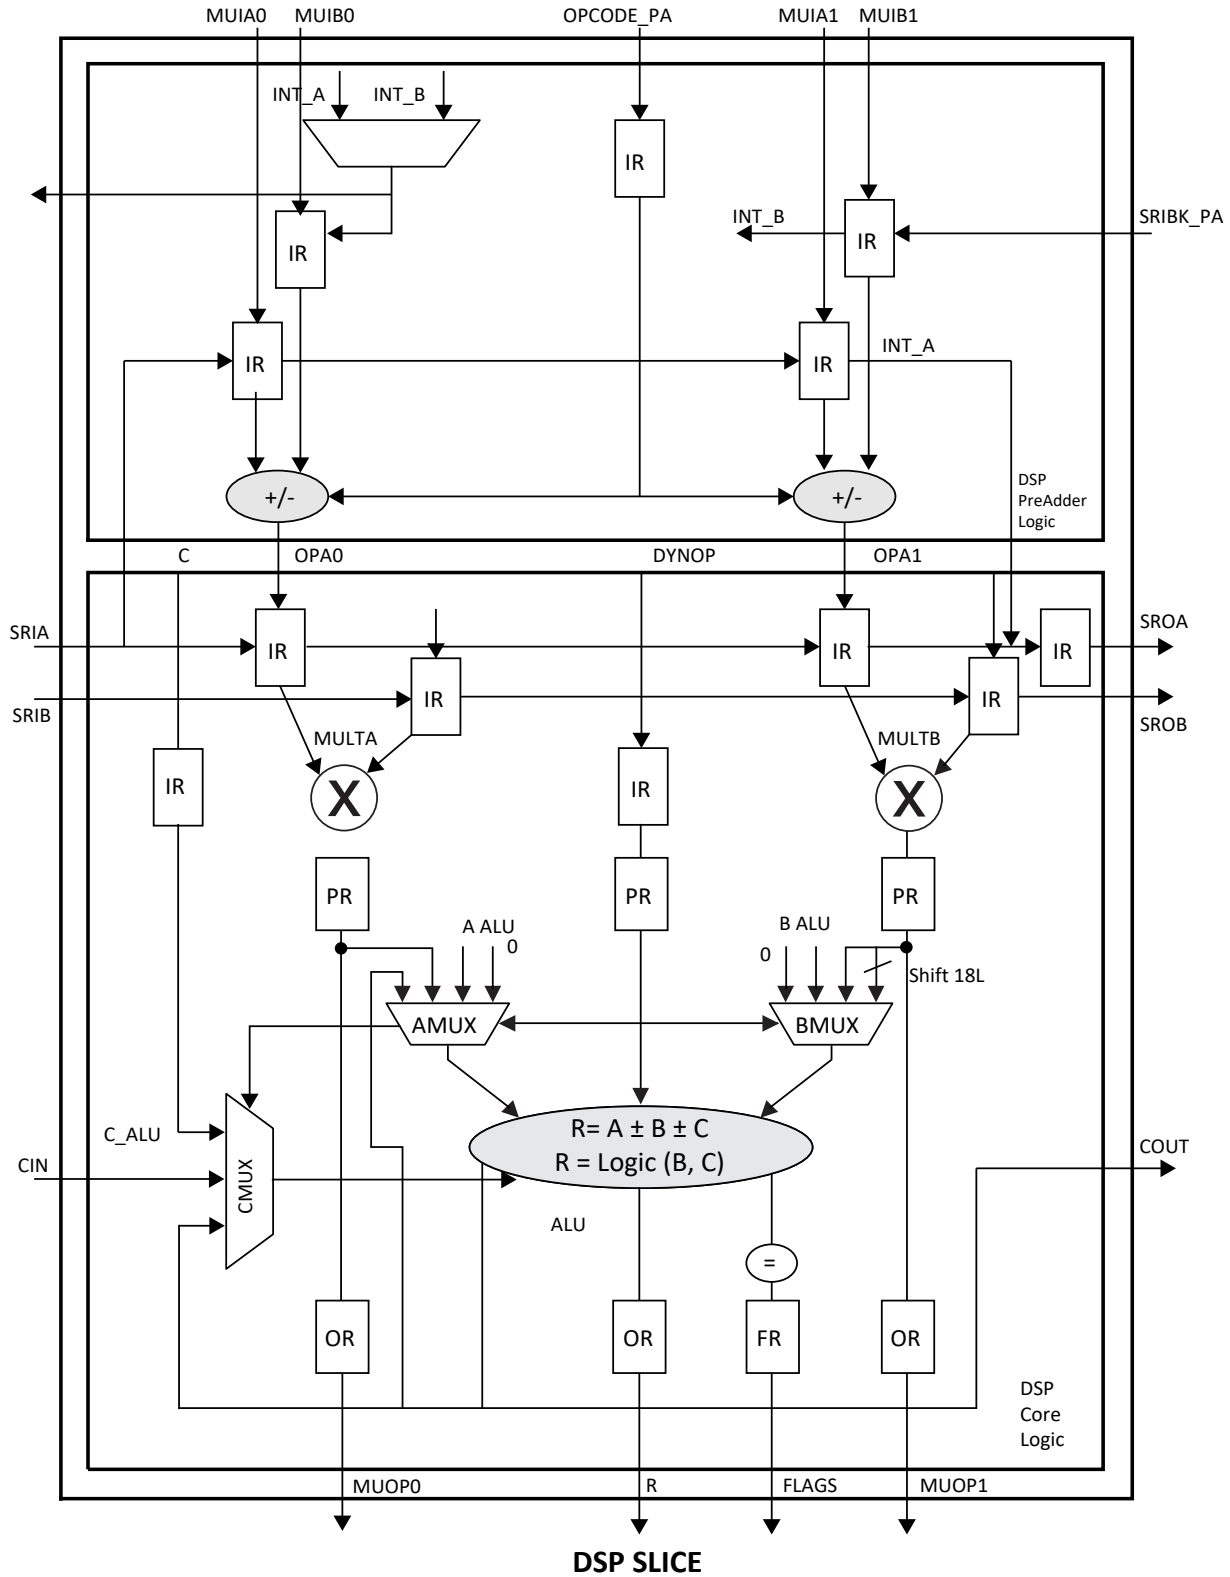 MUIA0
MUIB0
OPCODE_PA
MUIA1
MUIB1
INT_A
INT_B
IR
IR
INT_B
IR
SRIBK_PA
IR
IR
INT_A
+/-
+/-
DSP
PreAdder
Logic
C
OPA0
DYNOP
OPA1
SRIA
IR
IR
IR
SROA
SRIB
IR
IR
SROB
MULTA
MULTB
IR
X
IR
X
PR
PR
PR
A ALU
0
B ALU
0
Shift 18L
AMUX
BMUX
C_ALU
R= A ± B ± C
R = Logic (B, C)
CIN
CMUX
COUT
ALU
=
OR
OR
FR
OR
DSP
Core
Logic
MUOP0
R
FLAGS
MUOP1
DSP SLICE